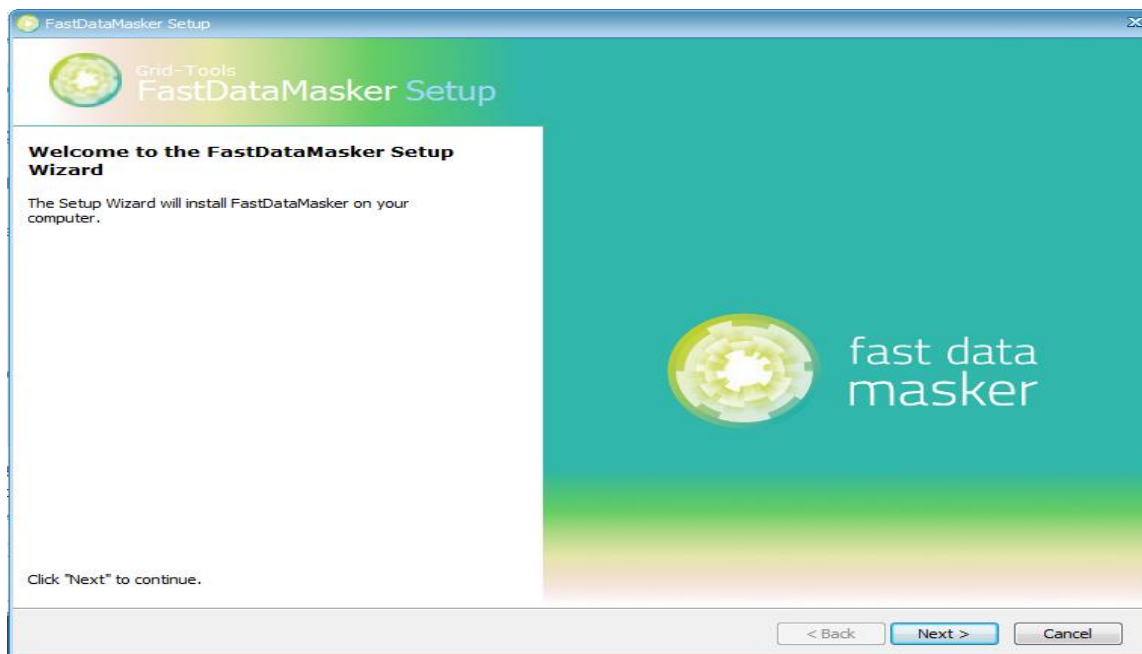 FastDataMasker Setup
Grid-Tools
FastDataMasker Setup
Welcome to the FastDataMasker Setup
Wizard
The Setup Wizard will install FastDataMasker on your
computer.
fast data
masker
Click "Next" to continue.
< Back Next > Cancel